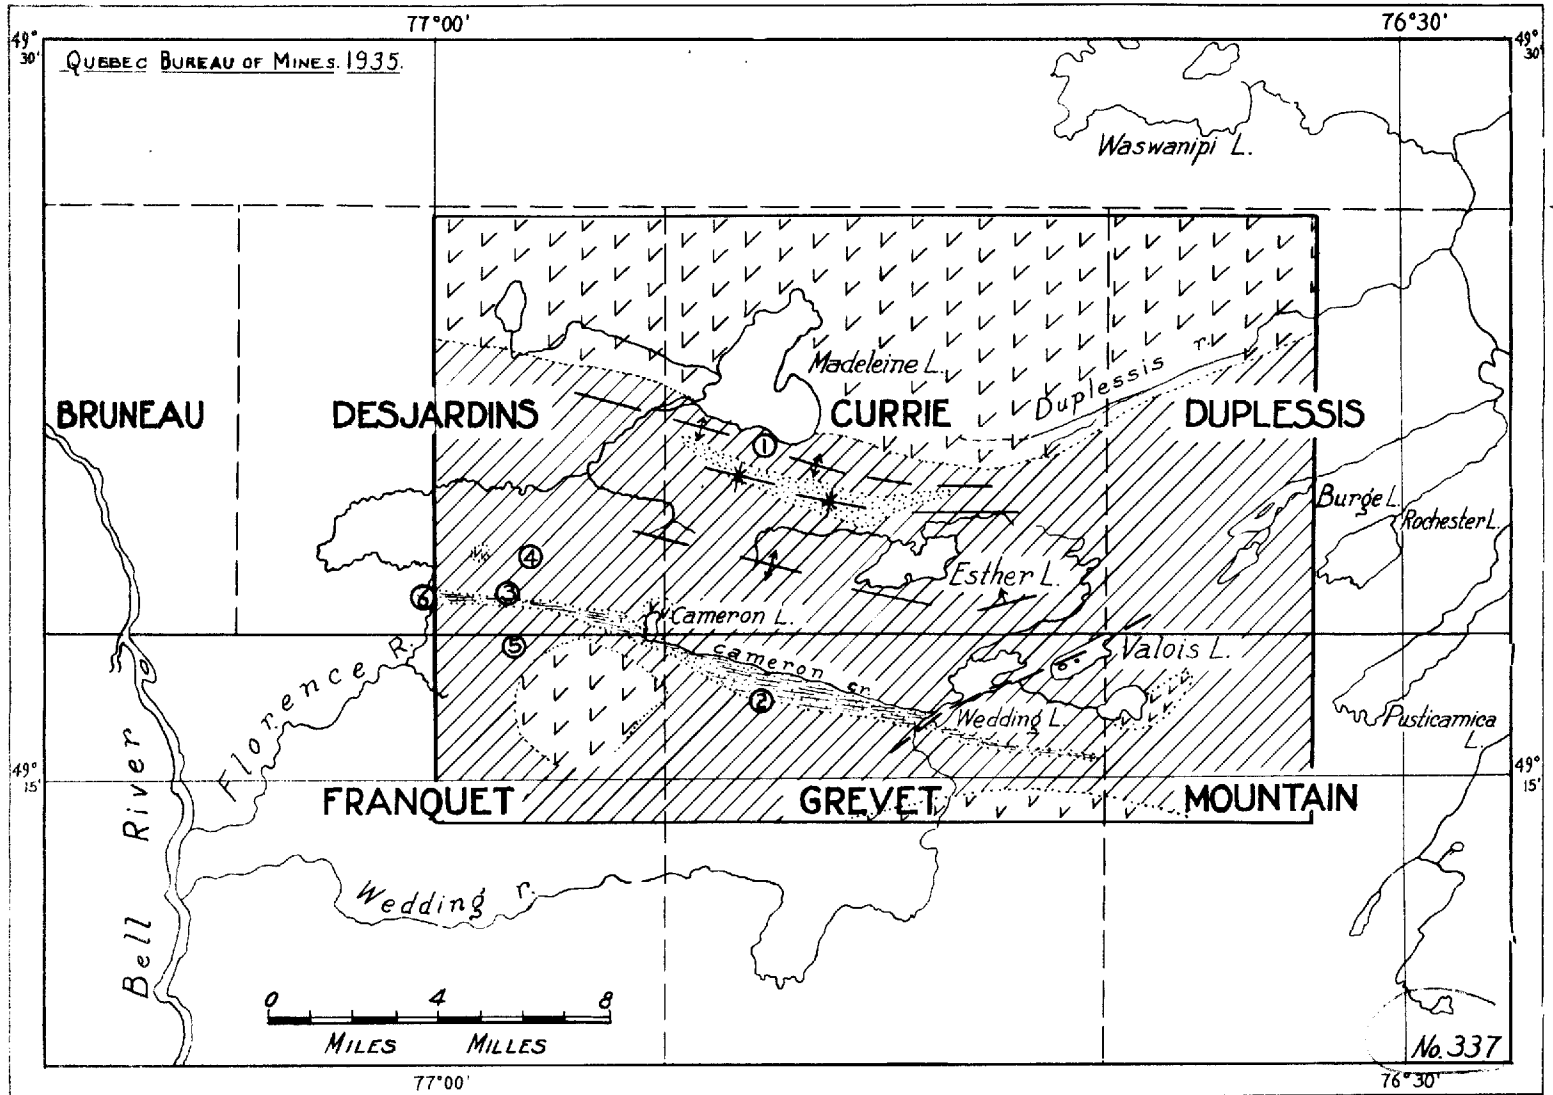 77°00' 76°30'
49° 30' 49° 30'
QUEBEC BUREAU OF MINES. 1935.
Waswanipi L.
Madeleine L.
Duplessis r.
BRUNEAU DESJARDINS CURRIE DUPLESSIS
1
Burge L.
Rochester L.
4
Esther L.
6 3
Cameron L.
5
cameron cr.
Valois L.
Florence R.
2
Wedding L.
Pusticamica L.
49° 15' 49° 15'
FRANQUET GREVET MOUNTAIN
Bell River
Wedding r.
0 4 8
MILES MILLES
No. 337
77°00' 76°30'